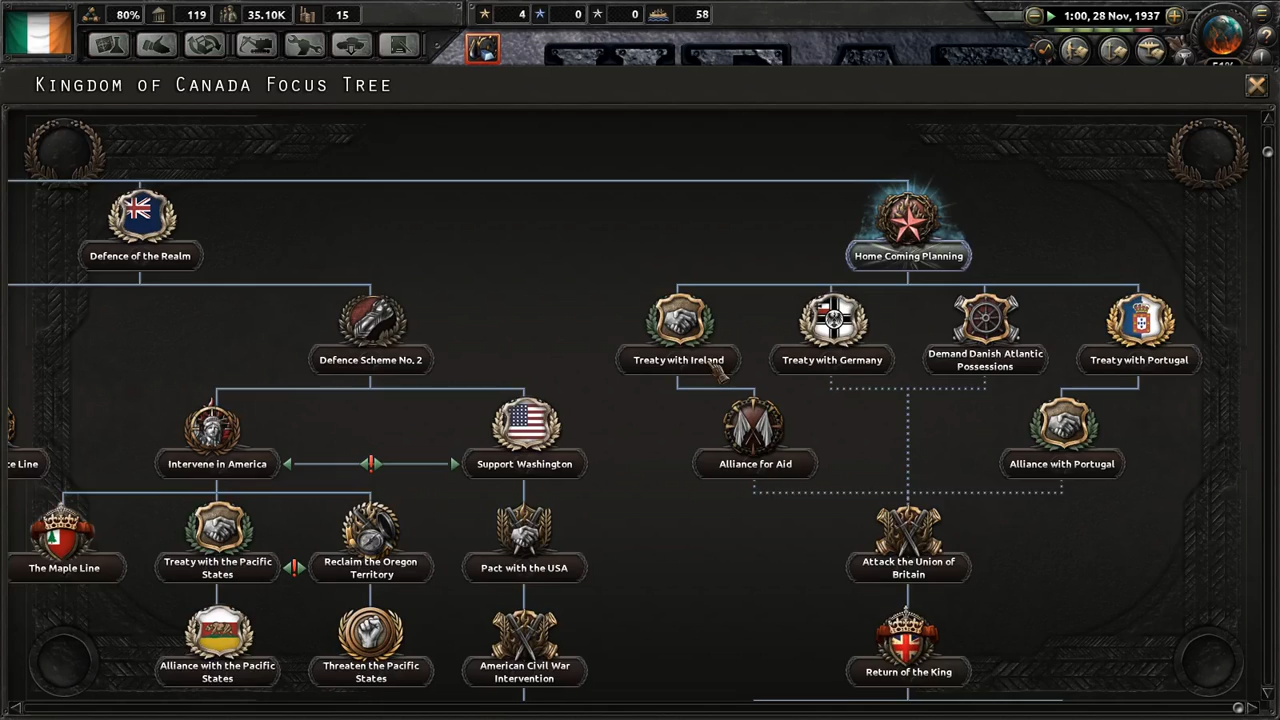 80%
119
35.10K
15
4
0
0
58
1:00, 28 Nov, 1937
51%
Kingdom of Canada Focus Tree
Defence of the Realm
Home Coming Planning
Defence Scheme No. 2
Treaty with Ireland
Treaty with Germany
Demand Danish Atlantic
Possessions
Treaty with Portugal
ce Line
Intervene in America
Support Washington
Alliance for Aid
Alliance with Portugal
The Maple Line
Treaty with the Pacific
States
Reclaim the Oregon
Territory
Pact with the USA
Attack the Union of
Britain
Alliance with the Pacific
States
Threaten the Pacific
States
American Civil War
Intervention
Return of the King